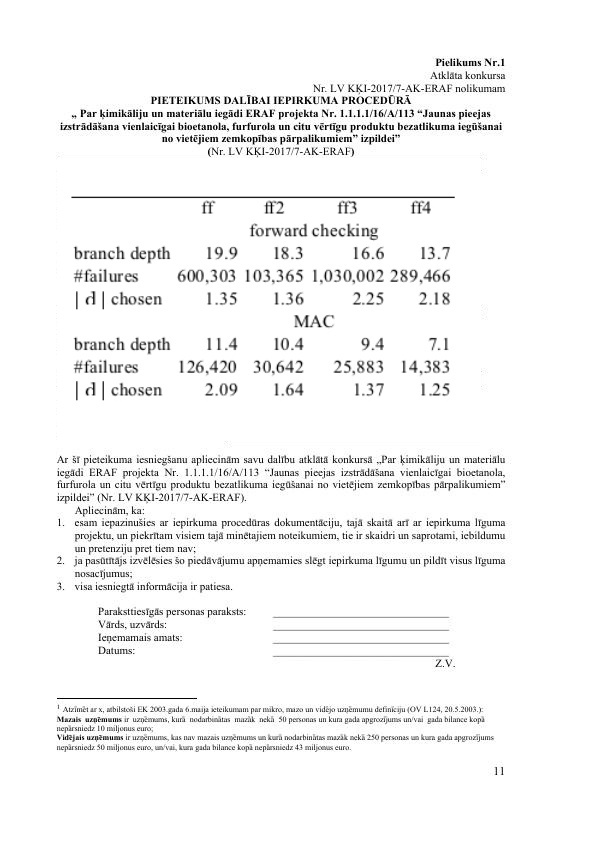 Pielikums Nr.1
Atklāta konkursa
Nr. LV KĶI-2017/7-AK-ERAF nolikumam
PIETEIKUMS DALĪBAI IEPIRKUMA PROCEDŪRĀ
„ Par ķimikāliju un materiālu iegādi ERAF projekta Nr. 1.1.1.1/16/A/113 “Jaunas pieejas
izstrādāšana vienlaicīgai bioetanola, furfurola un citu vērtīgu produktu bezatlikuma iegūšanai
no vietējiem zemkopības pārpalikumiem” izpildei”
(Nr. LV KĶI-2017/7-AK-ERAF)
ff ff2 ff3 ff4
forward checking
branch depth 19.9 18.3 16.6 13.7
#failures 600,303 103,365 1,030,002 289,466
| d | chosen 1.35 1.36 2.25 2.18
MAC
branch depth 11.4 10.4 9.4 7.1
#failures 126,420 30,642 25,883 14,383
| d | chosen 2.09 1.64 1.37 1.25
Ar šī pieteikuma iesniegšanu apliecinām savu dalību atklātā konkursā „Par ķimikāliju un materiālu
iegādi ERAF projekta Nr. 1.1.1.1/16/A/113 “Jaunas pieejas izstrādāšana vienlaicīgai bioetanola,
furfurola un citu vērtīgu produktu bezatlikuma iegūšanai no vietējiem zemkopības pārpalikumiem”
izpildei” (Nr. LV KĶI-2017/7-AK-ERAF).
Apliecinām, ka:
1. esam iepazinušies ar iepirkuma procedūras dokumentāciju, tajā skaitā arī ar iepirkuma līguma
projektu, un piekrītam visiem tajā minētajiem noteikumiem, tie ir skaidri un saprotami, iebildumu
un pretenziju pret tiem nav;
2. ja pasūtītājs izvēlēsies šo piedāvājumu apņemamies slēgt iepirkuma līgumu un pildīt visus līguma
nosacījumus;
3. visa iesniegtā informācija ir patiesa.
Paraksttiesīgās personas paraksts:
Vārds, uzvārds:
Ieņemamais amats:
Datums:
Z.V.
1 Atzīmēt ar x, atbilstoši EK 2003.gada 6.maija ieteikumam par mikro, mazo un vidējo uzņēmumu definīciju (OV L124, 20.5.2003.):
Mazais uzņēmums ir uzņēmums, kurā nodarbinātas mazāk nekā 50 personas un kura gada apgrozījums un/vai gada bilance kopā
nepārsniedz 10 miljonus euro;
Vidējais uzņēmums ir uzņēmums, kas nav mazais uzņēmums un kurā nodarbinātas mazāk nekā 250 personas un kura gada apgrozījums
nepārsniedz 50 miljonus euro, un/vai, kura gada bilance kopā nepārsniedz 43 miljonus euro.
11